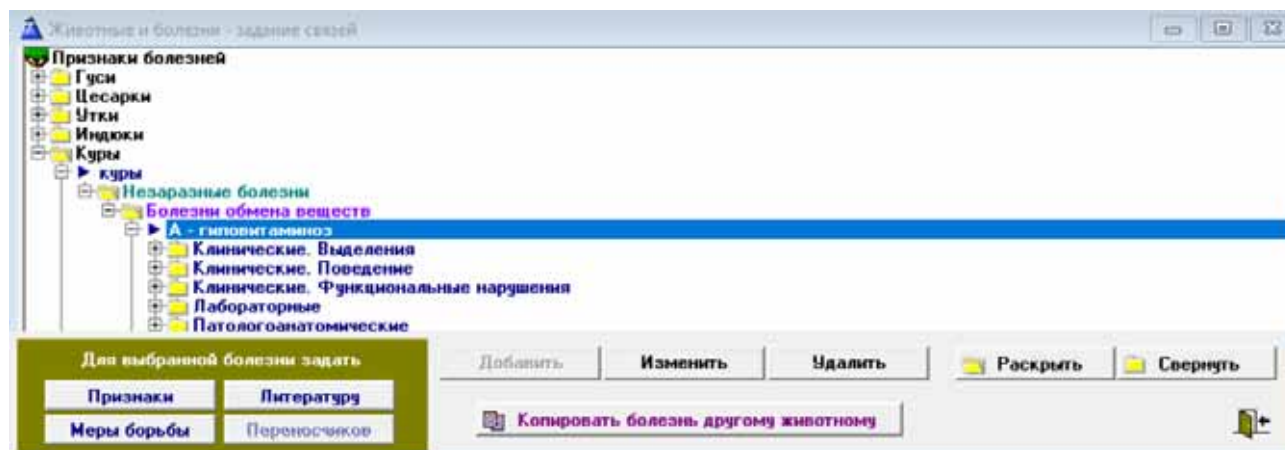 Животные и болезни - задание связей
Признаки болезней
Гуси
Цесарки
Утки
Индюки
Куры
куры
Незаразные болезни
Болезни обмена веществ
А - гиповитаминоз
Клинические. Выделения
Клинические. Поведение
Клинические. Функциональные нарушения
Лабораторные
Патологоанатомические
Для выбранной болезни задать
Признаки Литературу
Меры борьбы Переносчиков
Добавить Изменить Удалить Раскрыть Свернуть
Копировать болезнь другому животному